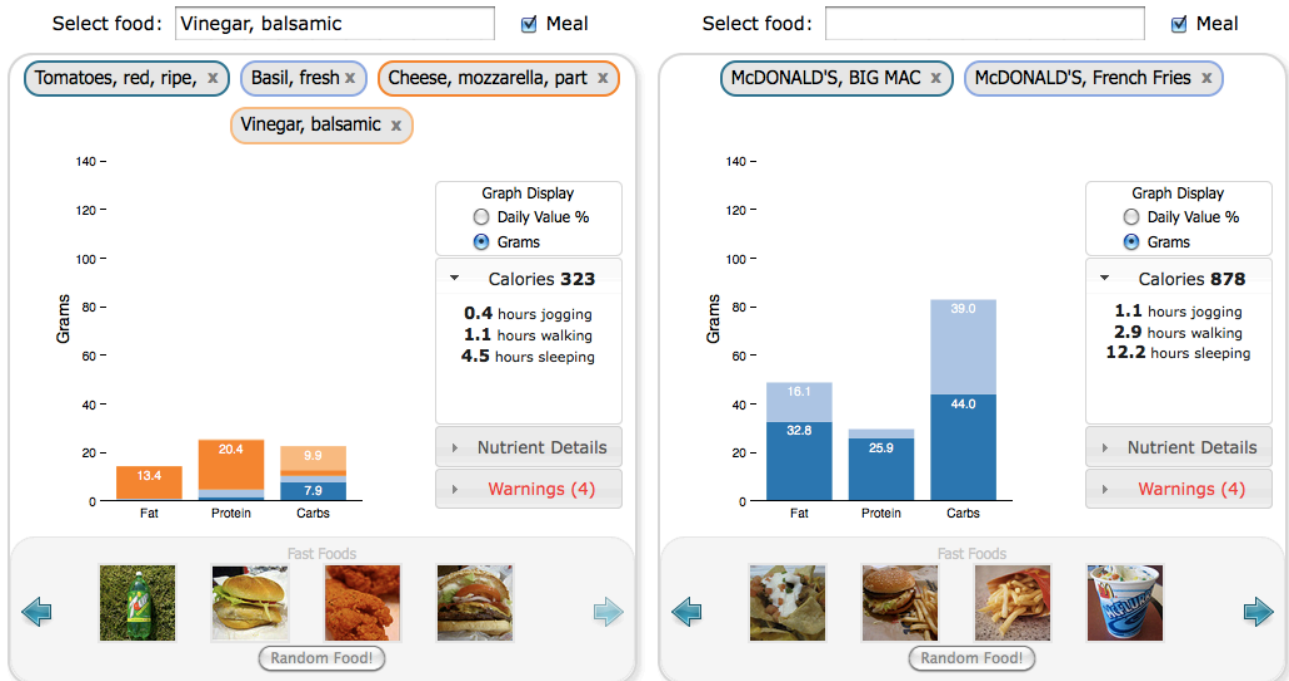 Select food: Vinegar, balsamic Meal
Tomatoes, red, ripe, x Basil, fresh x Cheese, mozzarella, part x
Vinegar, balsamic x
140
120
100
80
60
40
20
0
Grams
13.4
20.4
9.9
7.9
Fat Protein Carbs
Graph Display
Daily Value %
Grams
Calories 323
0.4 hours jogging
1.1 hours walking
4.5 hours sleeping
Nutrient Details
Warnings (4)
Fast Foods
Random Food!
Select food: Meal
McDONALD'S, BIG MAC x McDONALD'S, French Fries x
140
120
100
80
60
40
20
0
Grams
16.1
32.8
25.9
39.0
44.0
Fat Protein Carbs
Graph Display
Daily Value %
Grams
Calories 878
1.1 hours jogging
2.9 hours walking
12.2 hours sleeping
Nutrient Details
Warnings (4)
Fast Foods
Random Food!